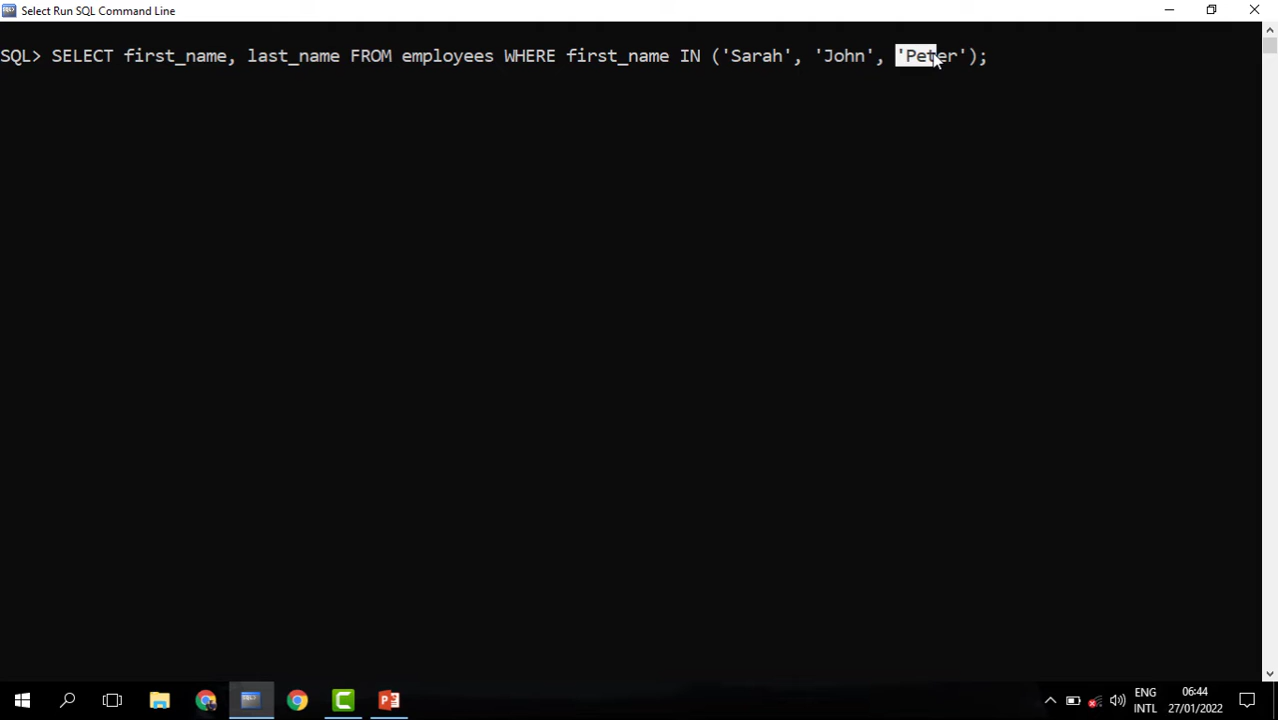 Select Run SQL Command Line
SQL> SELECT first_name, last_name FROM employees WHERE first_name IN ('Sarah', 'John', 'Peter');
ENG
INTL
06:44
27/01/2022